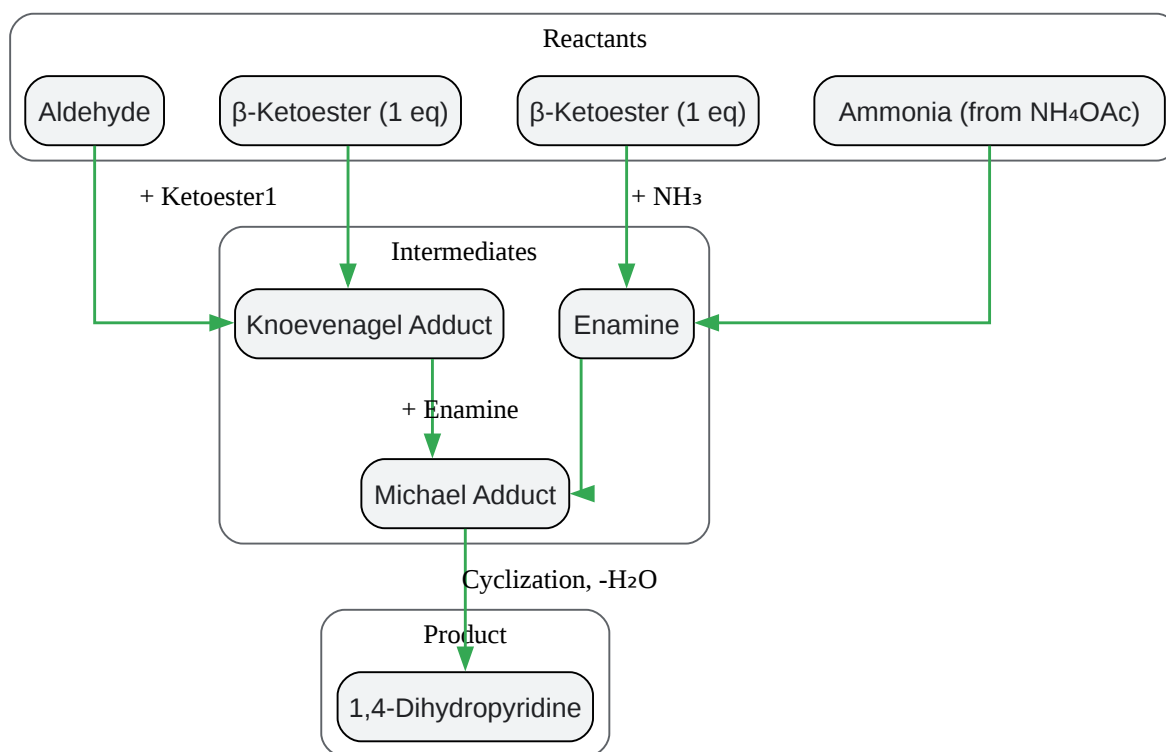 Reactants
Aldehyde
β-Ketoester (1 eq)
β-Ketoester (1 eq)
Ammonia (from NH₄OAc)
+ Ketoester1
+ NH₃
Intermediates
Knoevenagel Adduct
Enamine
+ Enamine
Michael Adduct
Cyclization, -H₂O
Product
1,4-Dihydropyridine